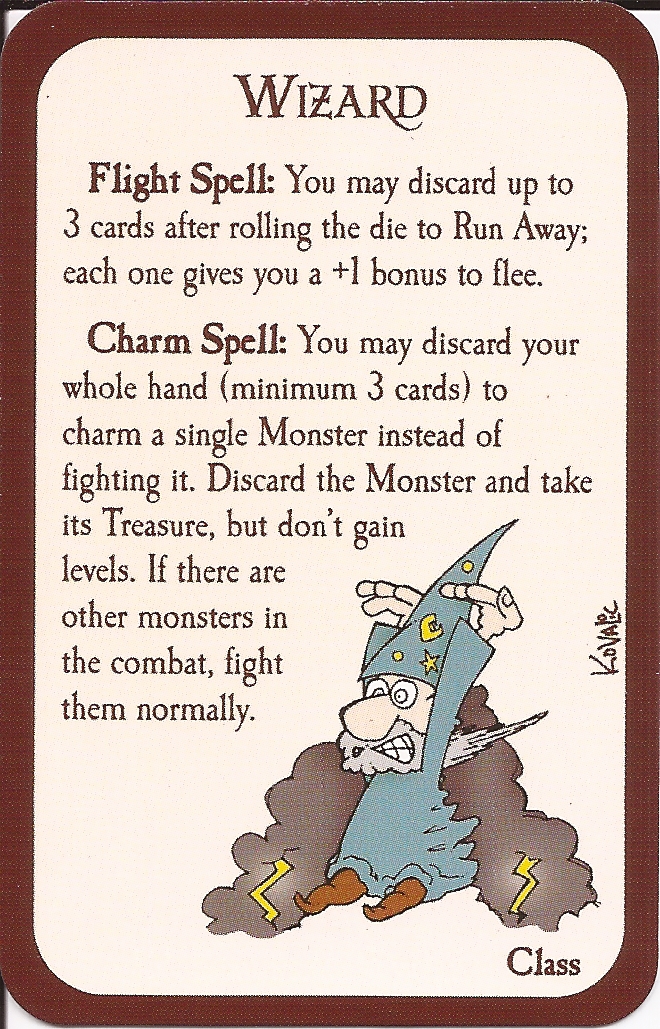 WIZARD
Flight Spell: You may discard up to
3 cards after rolling the die to Run Away;
each one gives you a +1 bonus to flee.
Charm Spell: You may discard your
whole hand (minimum 3 cards) to
charm a single Monster instead of
fighting it. Discard the Monster and take
its Treasure, but don't gain
levels. If there are
other monsters in
the combat, fight
them normally.
KOVALIC
Class